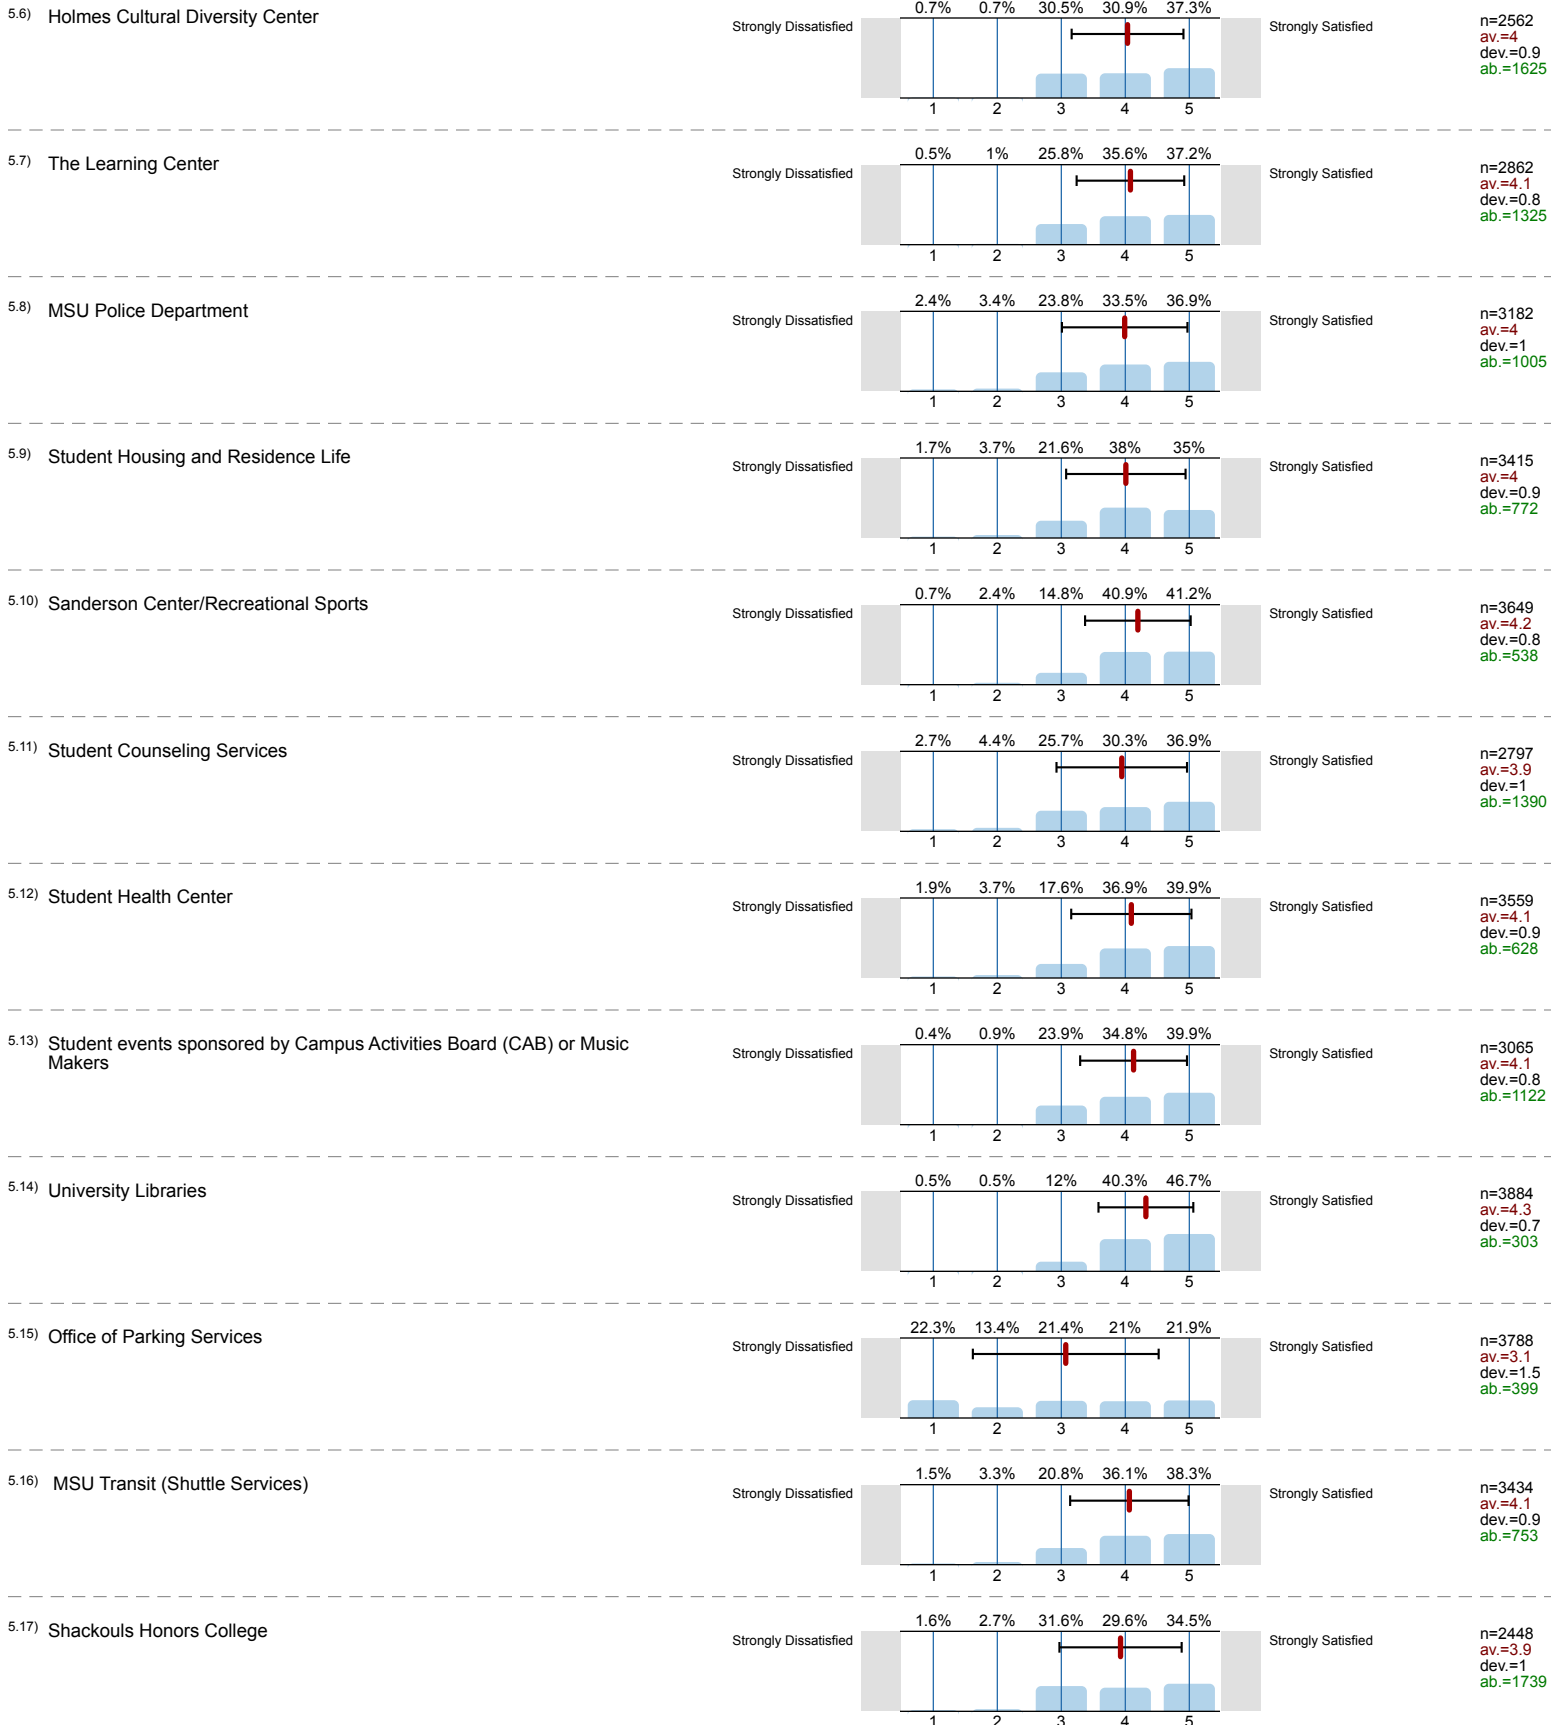 5.6) Holmes Cultural Diversity Center
0.7% 0.7% 30.5% 30.9% 37.3%
Strongly Dissatisfied Strongly Satisfied
n=2562
av.=4
dev.=0.9
ab.=1625
1 2 3 4 5
5.7) The Learning Center
0.5% 1% 25.8% 35.6% 37.2%
Strongly Dissatisfied Strongly Satisfied
n=2862
av.=4.1
dev.=0.8
ab.=1325
1 2 3 4 5
5.8) MSU Police Department
2.4% 3.4% 23.8% 33.5% 36.9%
Strongly Dissatisfied Strongly Satisfied
n=3182
av.=4
dev.=1
ab.=1005
1 2 3 4 5
5.9) Student Housing and Residence Life
1.7% 3.7% 21.6% 38% 35%
Strongly Dissatisfied Strongly Satisfied
n=3415
av.=4
dev.=0.9
ab.=772
1 2 3 4 5
5.10) Sanderson Center/Recreational Sports
0.7% 2.4% 14.8% 40.9% 41.2%
Strongly Dissatisfied Strongly Satisfied
n=3649
av.=4.2
dev.=0.8
ab.=538
1 2 3 4 5
5.11) Student Counseling Services
2.7% 4.4% 25.7% 30.3% 36.9%
Strongly Dissatisfied Strongly Satisfied
n=2797
av.=3.9
dev.=1
ab.=1390
1 2 3 4 5
5.12) Student Health Center
1.9% 3.7% 17.6% 36.9% 39.9%
Strongly Dissatisfied Strongly Satisfied
n=3559
av.=4.1
dev.=0.9
ab.=628
1 2 3 4 5
5.13) Student events sponsored by Campus Activities Board (CAB) or Music
Makers
0.4% 0.9% 23.9% 34.8% 39.9%
Strongly Dissatisfied Strongly Satisfied
n=3065
av.=4.1
dev.=0.8
ab.=1122
1 2 3 4 5
5.14) University Libraries
0.5% 0.5% 12% 40.3% 46.7%
Strongly Dissatisfied Strongly Satisfied
n=3884
av.=4.3
dev.=0.7
ab.=303
1 2 3 4 5
5.15) Office of Parking Services
22.3% 13.4% 21.4% 21% 21.9%
Strongly Dissatisfied Strongly Satisfied
n=3788
av.=3.1
dev.=1.5
ab.=399
1 2 3 4 5
5.16) MSU Transit (Shuttle Services)
1.5% 3.3% 20.8% 36.1% 38.3%
Strongly Dissatisfied Strongly Satisfied
n=3434
av.=4.1
dev.=0.9
ab.=753
1 2 3 4 5
5.17) Shackouls Honors College
1.6% 2.7% 31.6% 29.6% 34.5%
Strongly Dissatisfied Strongly Satisfied
n=2448
av.=3.9
dev.=1
ab.=1739
1 2 3 4 5